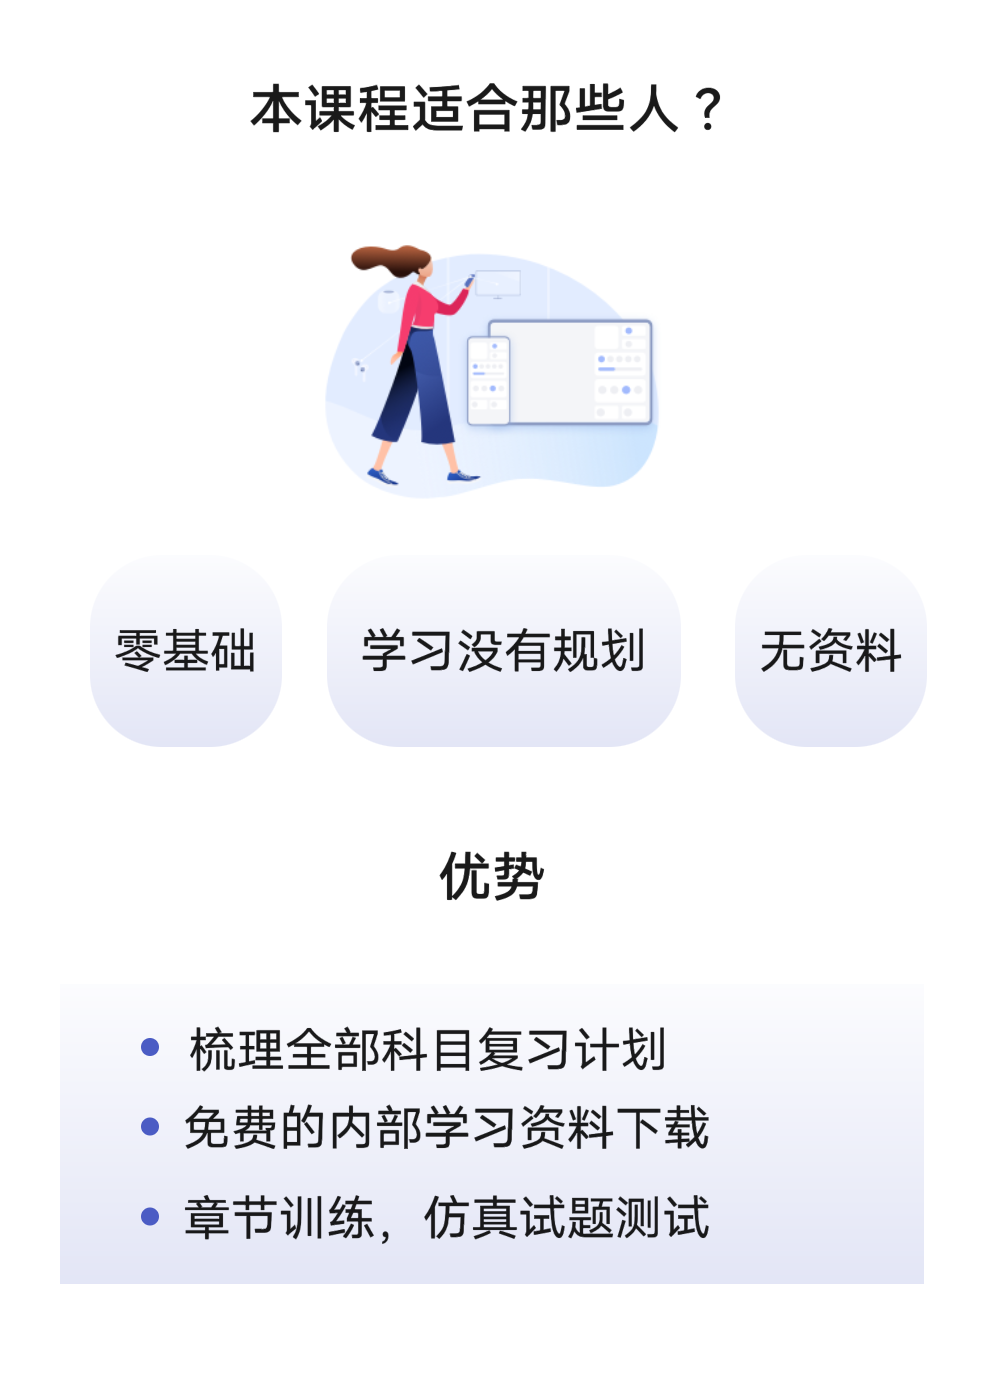 本课程适合那些人？
零基础
学习没有规划
无资料
优势
梳理全部科目复习计划
免费的内部学习资料下载
章节训练，仿真试题测试